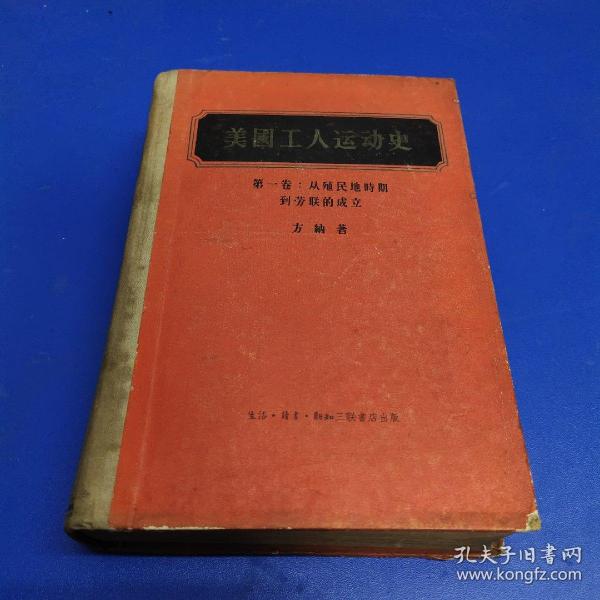 美國工人运动史
第一卷：从殖民地時期
到劳联的成立
方納著
生活·讀書·新知三联書店出版
孔夫子旧書网
www.kongfz.com